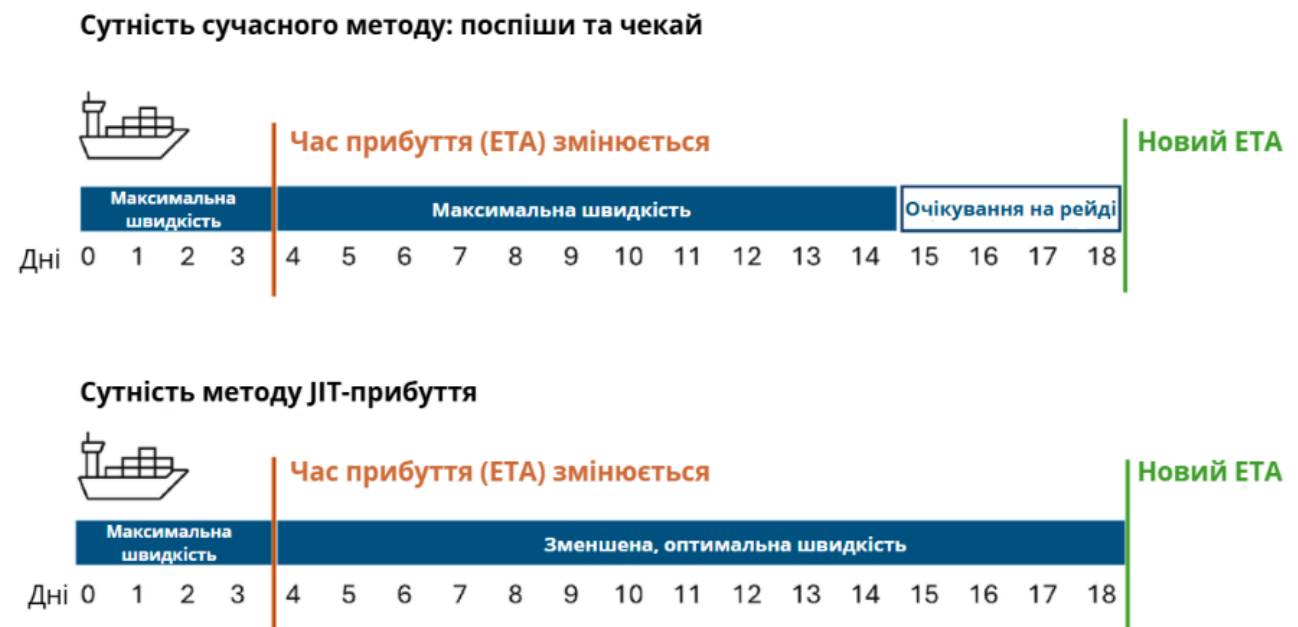 Сутність сучасного методу: поспіши та чекай
Час прибуття (ETA) змінюється
Новий ETA
Максимальна
швидкість
Максимальна швидкість
Очікування на рейді
Дні 0 1 2 3 4 5 6 7 8 9 10 11 12 13 14 15 16 17 18
Сутність методу JIT-прибуття
Час прибуття (ETA) змінюється
Новий ETA
Максимальна
швидкість
Зменшена, оптимальна швидкість
Дні 0 1 2 3 4 5 6 7 8 9 10 11 12 13 14 15 16 17 18